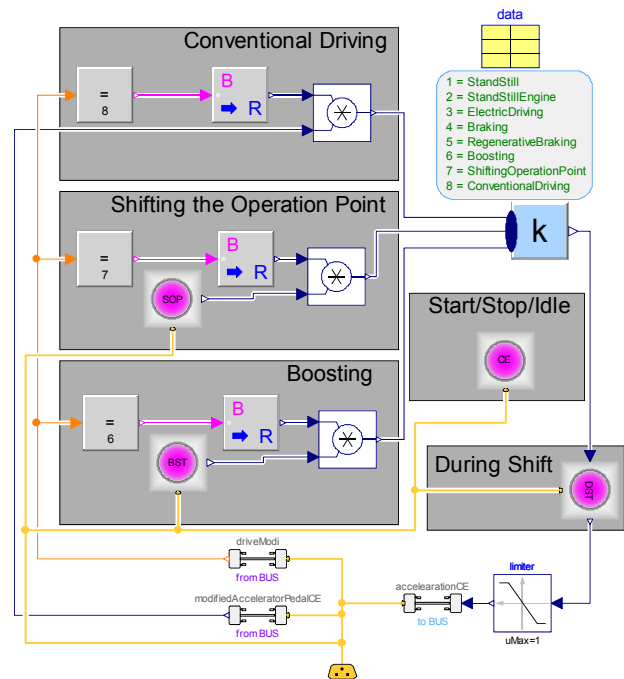 data
Conventional Driving
=
8
B
R
1 = StandStill
2 = StandStillEngine
3 = ElectricDriving
4 = Braking
5 = RegenerativeBraking
6 = Boosting
7 = ShiftingOperationPoint
8 = ConventionalDriving
Shifting the Operation Point
=
7
B
R
SOP
k
Start/Stop/Idle
CE
Boosting
=
6
B
R
BST
During Shift
DST
driveModi
from BUS
modifiedAcceleratorPedalCE
from BUS
accelearationCE
to BUS
limiter
uMax=1